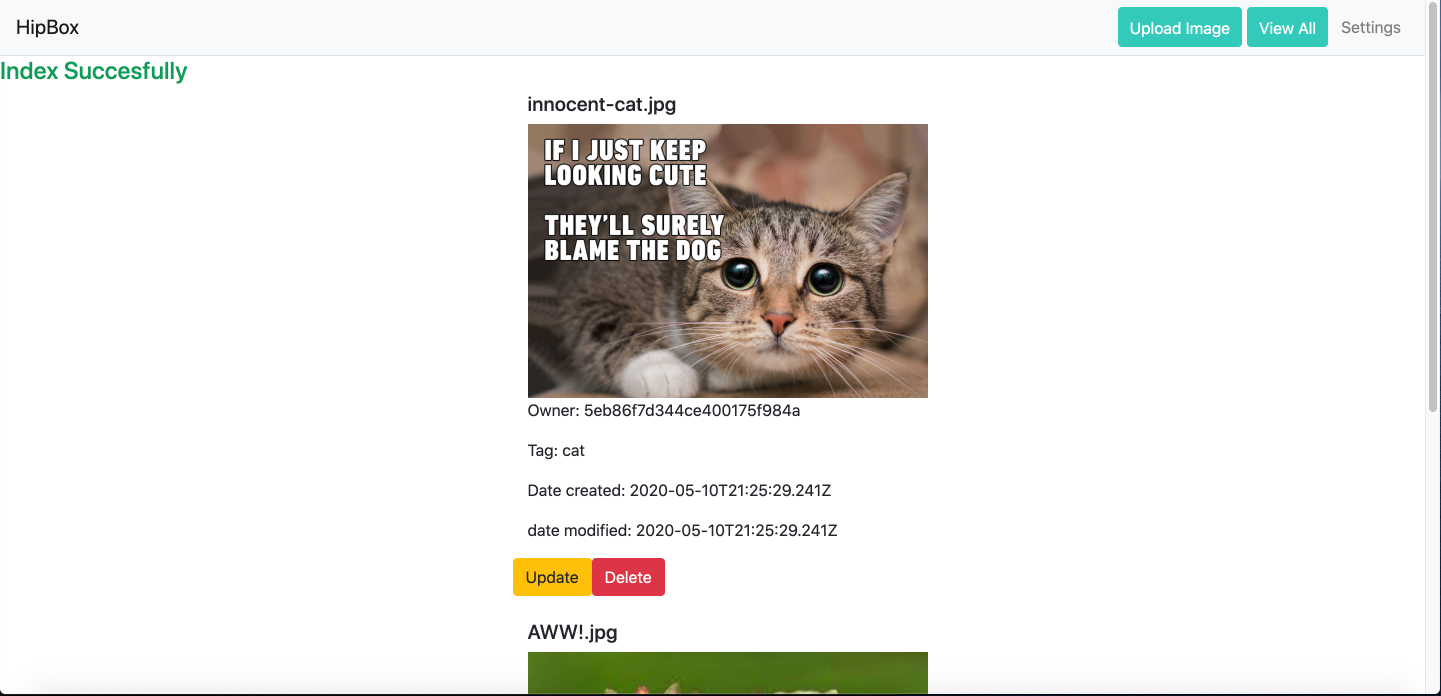 HipBox
Upload Image
View All
Settings
Index Succesfully
innocent-cat.jpg
IF I JUST KEEP
LOOKING CUTE
THEY'LL SURELY
BLAME THE DOG
Owner: 5eb86f7d344ce400175f984a
Tag: cat
Date created: 2020-05-10T21:25:29.241Z
date modified: 2020-05-10T21:25:29.241Z
Update
Delete
AWW!.jpg